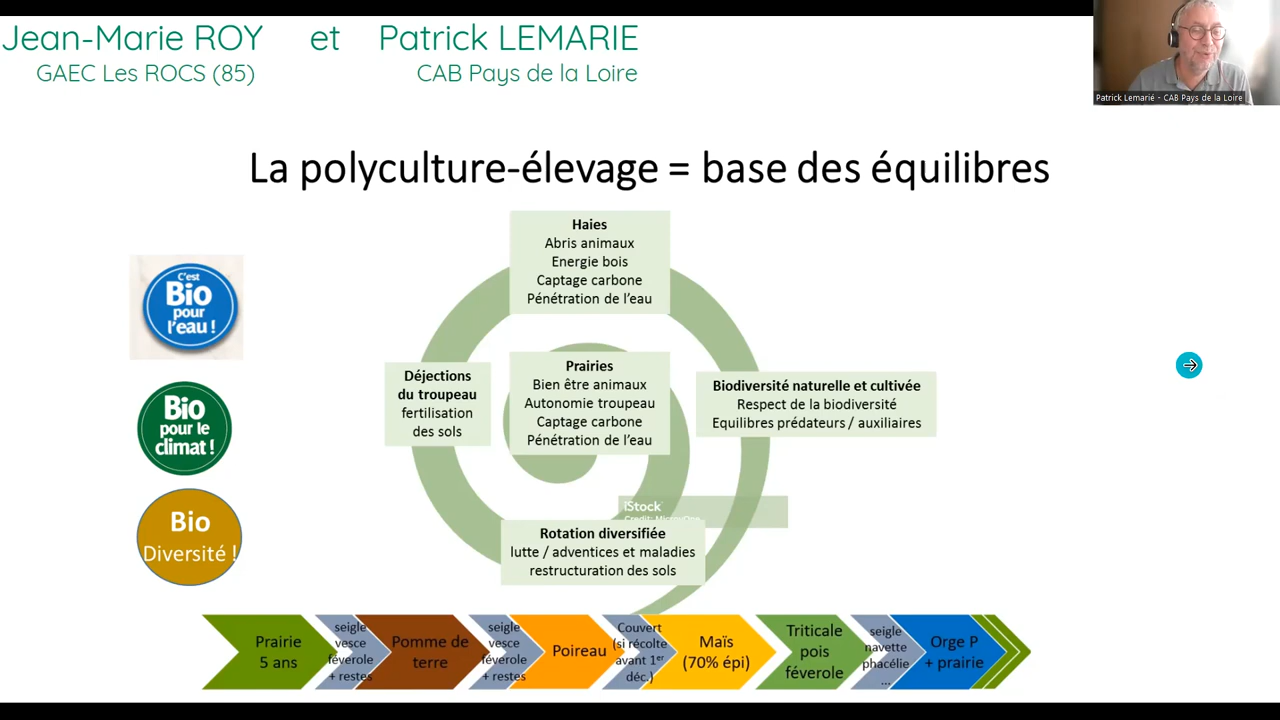 Jean-Marie ROY et Patrick LEMARIE
GAEC Les ROCS (85) CAB Pays de la Loire
Patrick Lemarié - CAB Pays de la Loire
La polyculture-élevage = base des équilibres
C'est
Bio
pour
l'eau !
Bio
pour le
climat !
Bio
Diversité !
Haies
Abris animaux
Energie bois
Captage carbone
Pénétration de l'eau
Déjections
du troupeau
fertilisation
des sols
Prairies
Bien être animaux
Autonomie troupeau
Captage carbone
Pénétration de l'eau
Biodiversité naturelle et cultivée
Respect de la biodiversité
Equilibres prédateurs / auxiliaires
iStock
Rotation diversifiée
lutte / adventices et maladies
restructuration des sols
Prairie
5 ans
seigle
vesce
féverole
+ restes
Pomme de
terre
seigle
vesce
féverole
+ restes
Poireau
Couvert
(si récolte
avant 1er
déc.)
Maïs
(70% épi)
Triticale
pois
féverole
seigle
navette
phacélie
...
Orge P
+ prairie